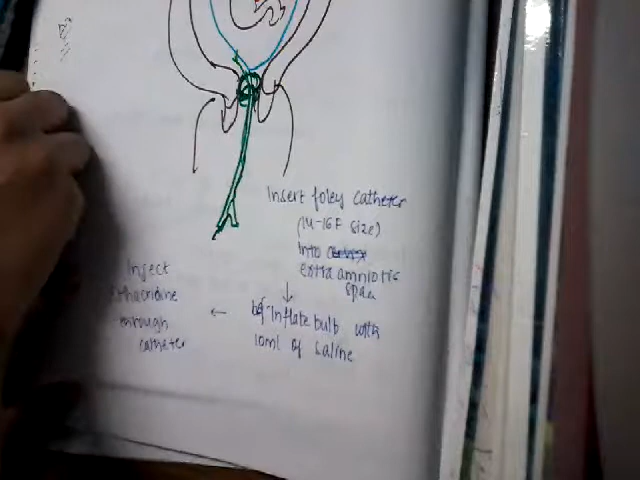 Insert foley catheter
(14-16F size)
into
extra amniotic
space
↓
inflate bulb with
10ml of saline
←
Inject
ethacridine
through
catheter